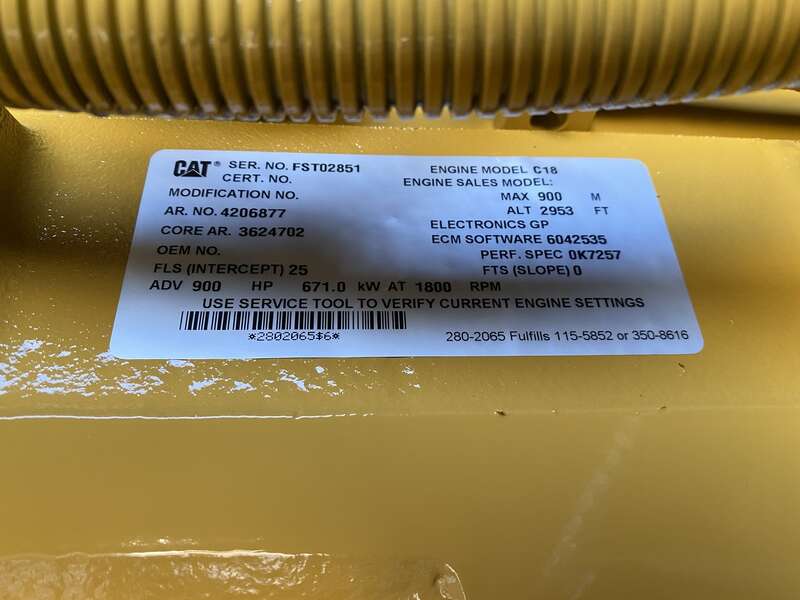 CAT® SER. NO. FST02851 ENGINE MODEL C18
CERT. NO. ENGINE SALES MODEL:
MODIFICATION NO. MAX 900 M
AR. NO. 4206877 ALT 2953 FT
CORE AR. 3624702 ELECTRONICS GP
OEM NO. ECM SOFTWARE 6042535
PERF. SPEC 0K7257
FLS (INTERCEPT) 25 FTS (SLOPE) 0
ADV 900 HP 671.0 kW AT 1800 RPM
USE SERVICE TOOL TO VERIFY CURRENT ENGINE SETTINGS
*2802065$6* 280-2065 Fulfills 115-5852 or 350-8616